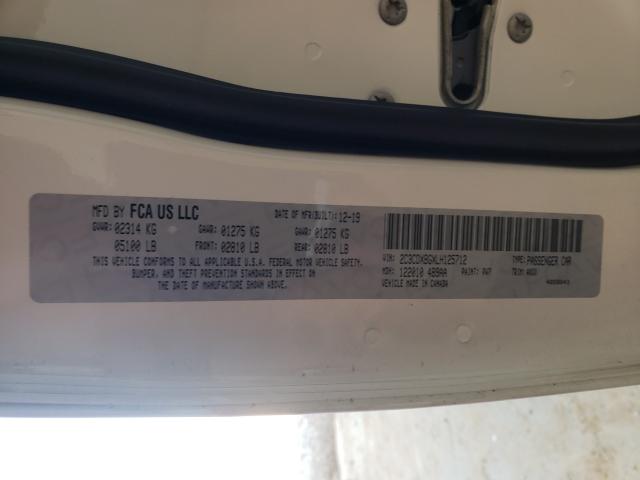 MFD BY FCA US LLC DATE OF MFR(BUILT):12-19
GVWR: 02314 KG GAWR: 01275 KG GAWR: 01275 KG
05100 LB FRONT: 02810 LB REAR: 02810 LB
THIS VEHICLE CONFORMS TO ALL APPLICABLE U.S.A. FEDERAL MOTOR VEHICLE SAFETY,
BUMPER, AND THEFT PREVENTION STANDARDS IN EFFECT ON
THE DATE OF MANUFACTURE SHOWN ABOVE.
VIN: TYPE: PASSENGER CAR
MDH: 122010 PAINT: PW7 TRIM:
VEHICLE MADE IN CANADA